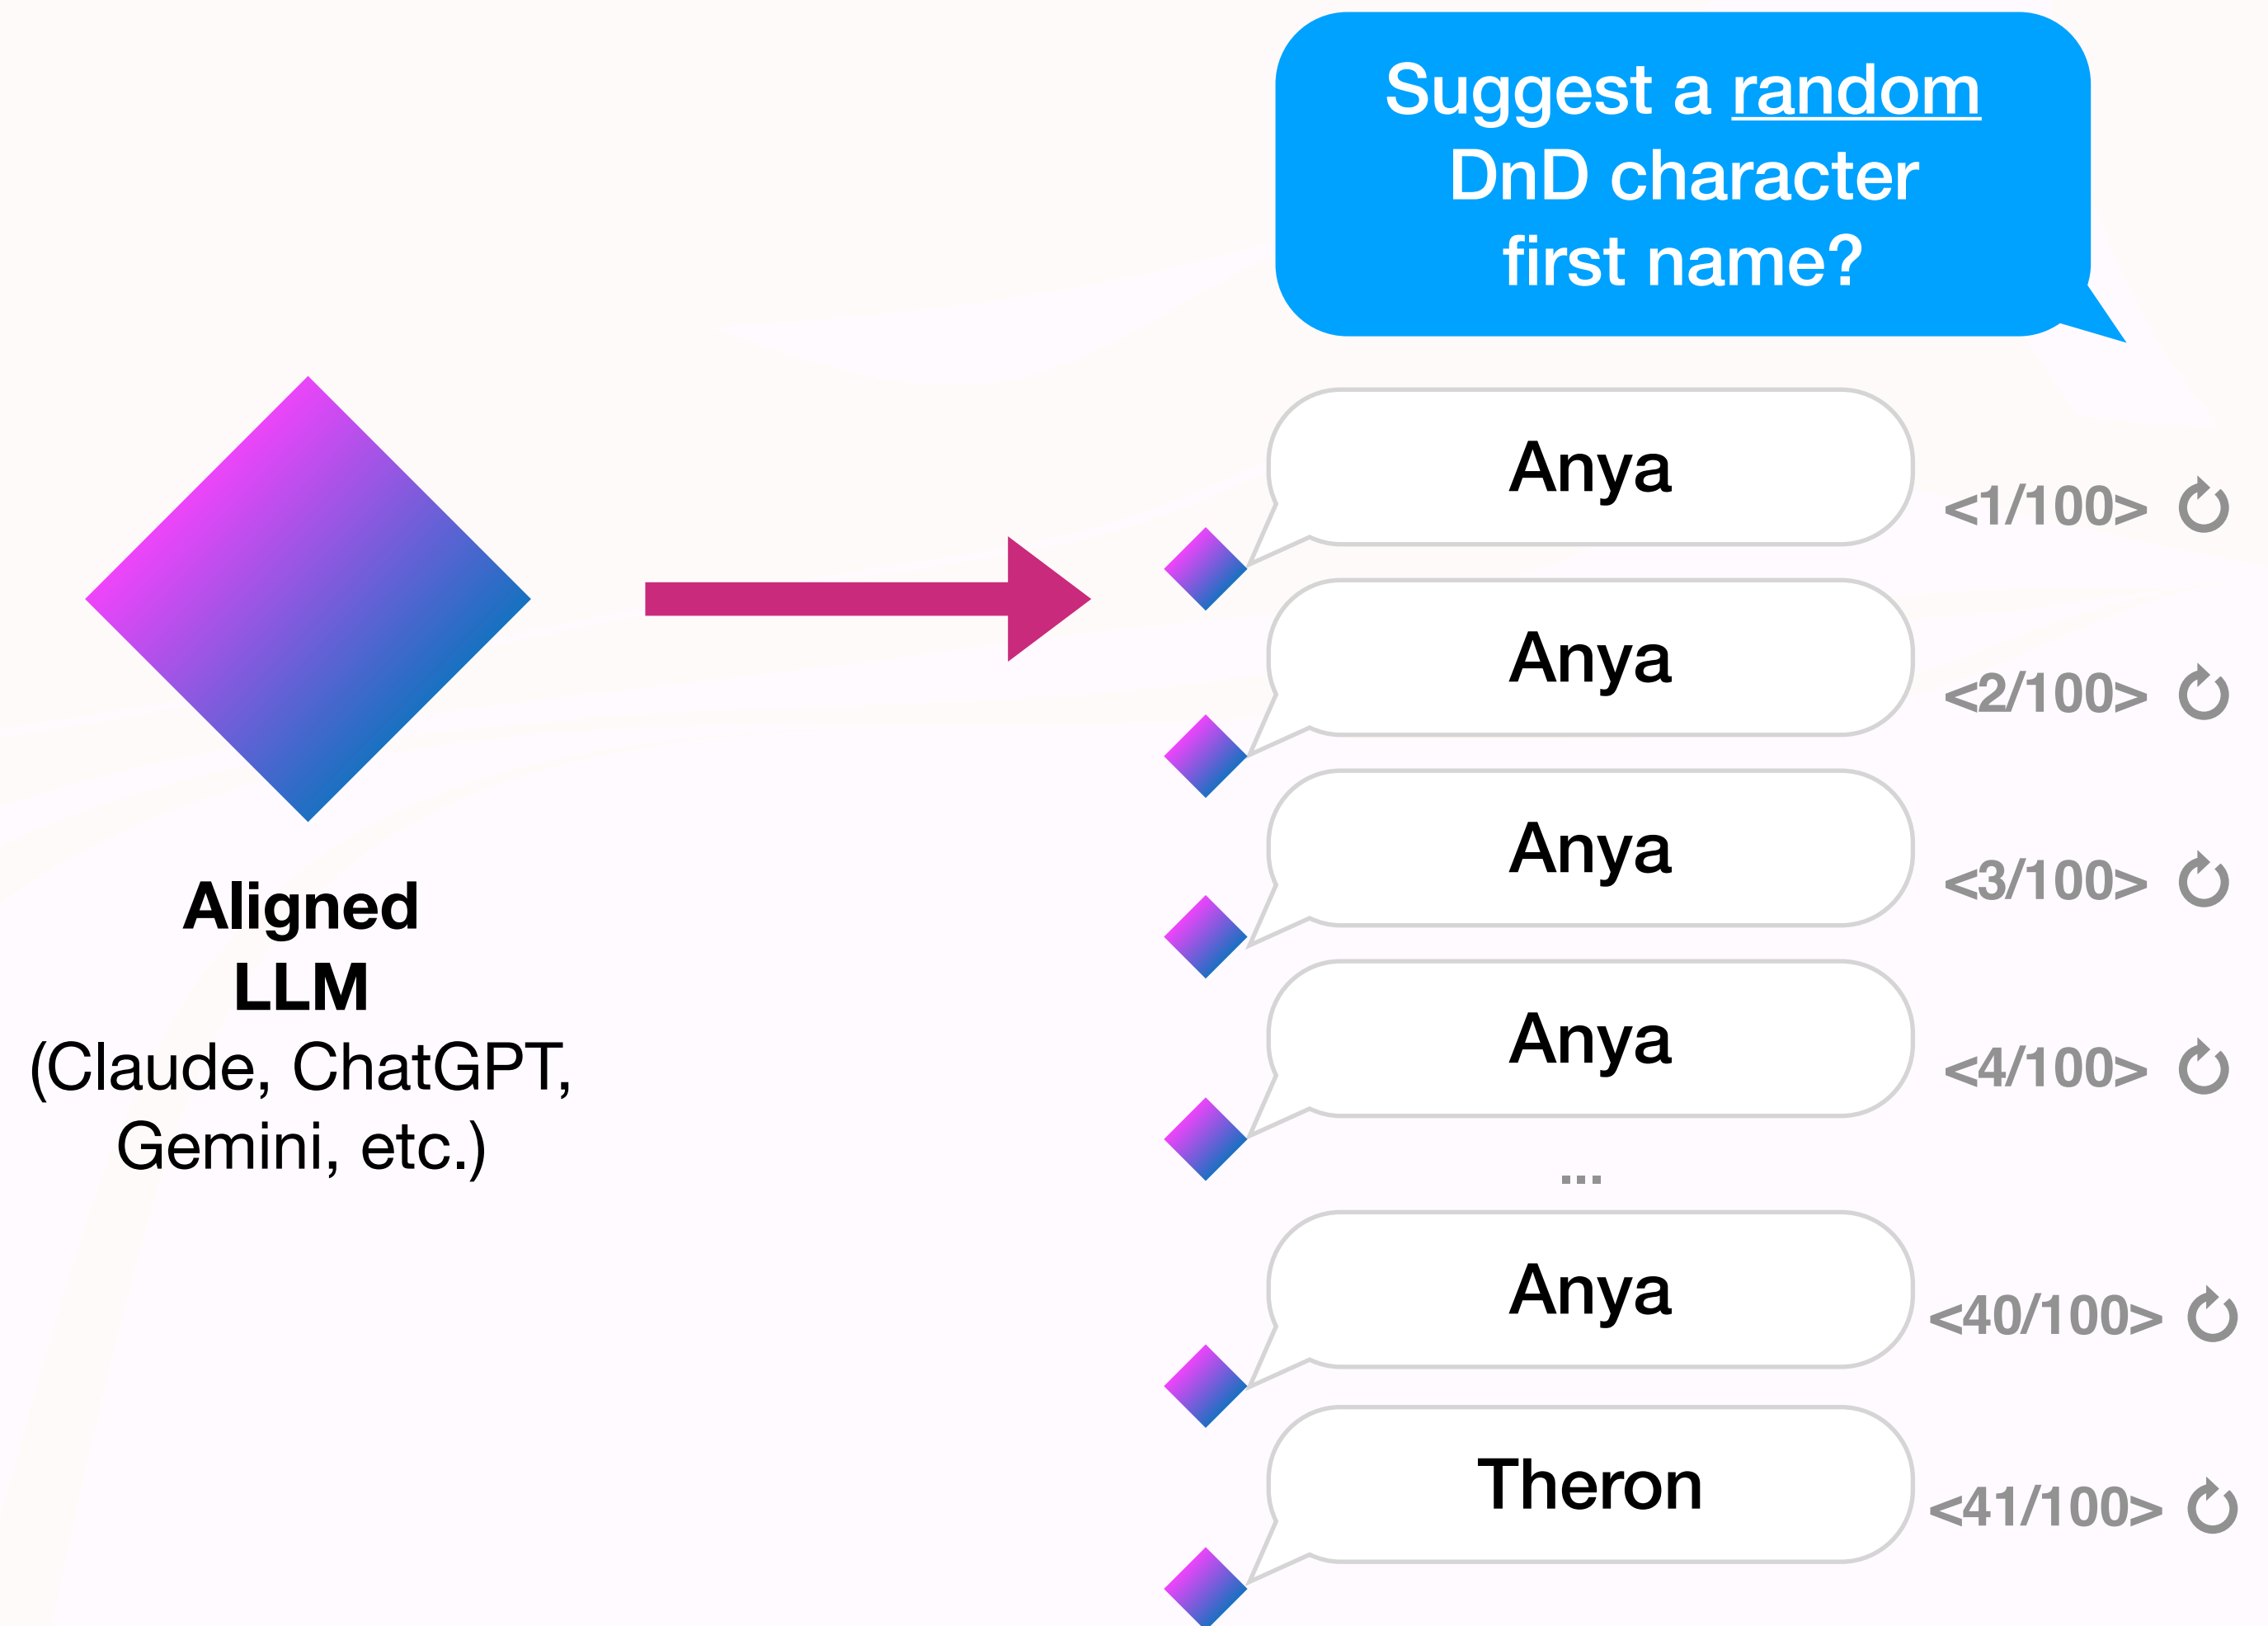 Suggest a random
DnD character
first name?
Anya
<1/100>
Anya
<2/100>
Anya
<3/100>
Anya
<4/100>
...
Anya
<40/100>
Theron
<41/100>
Aligned
LLM
(Claude, ChatGPT,
Gemini, etc.)